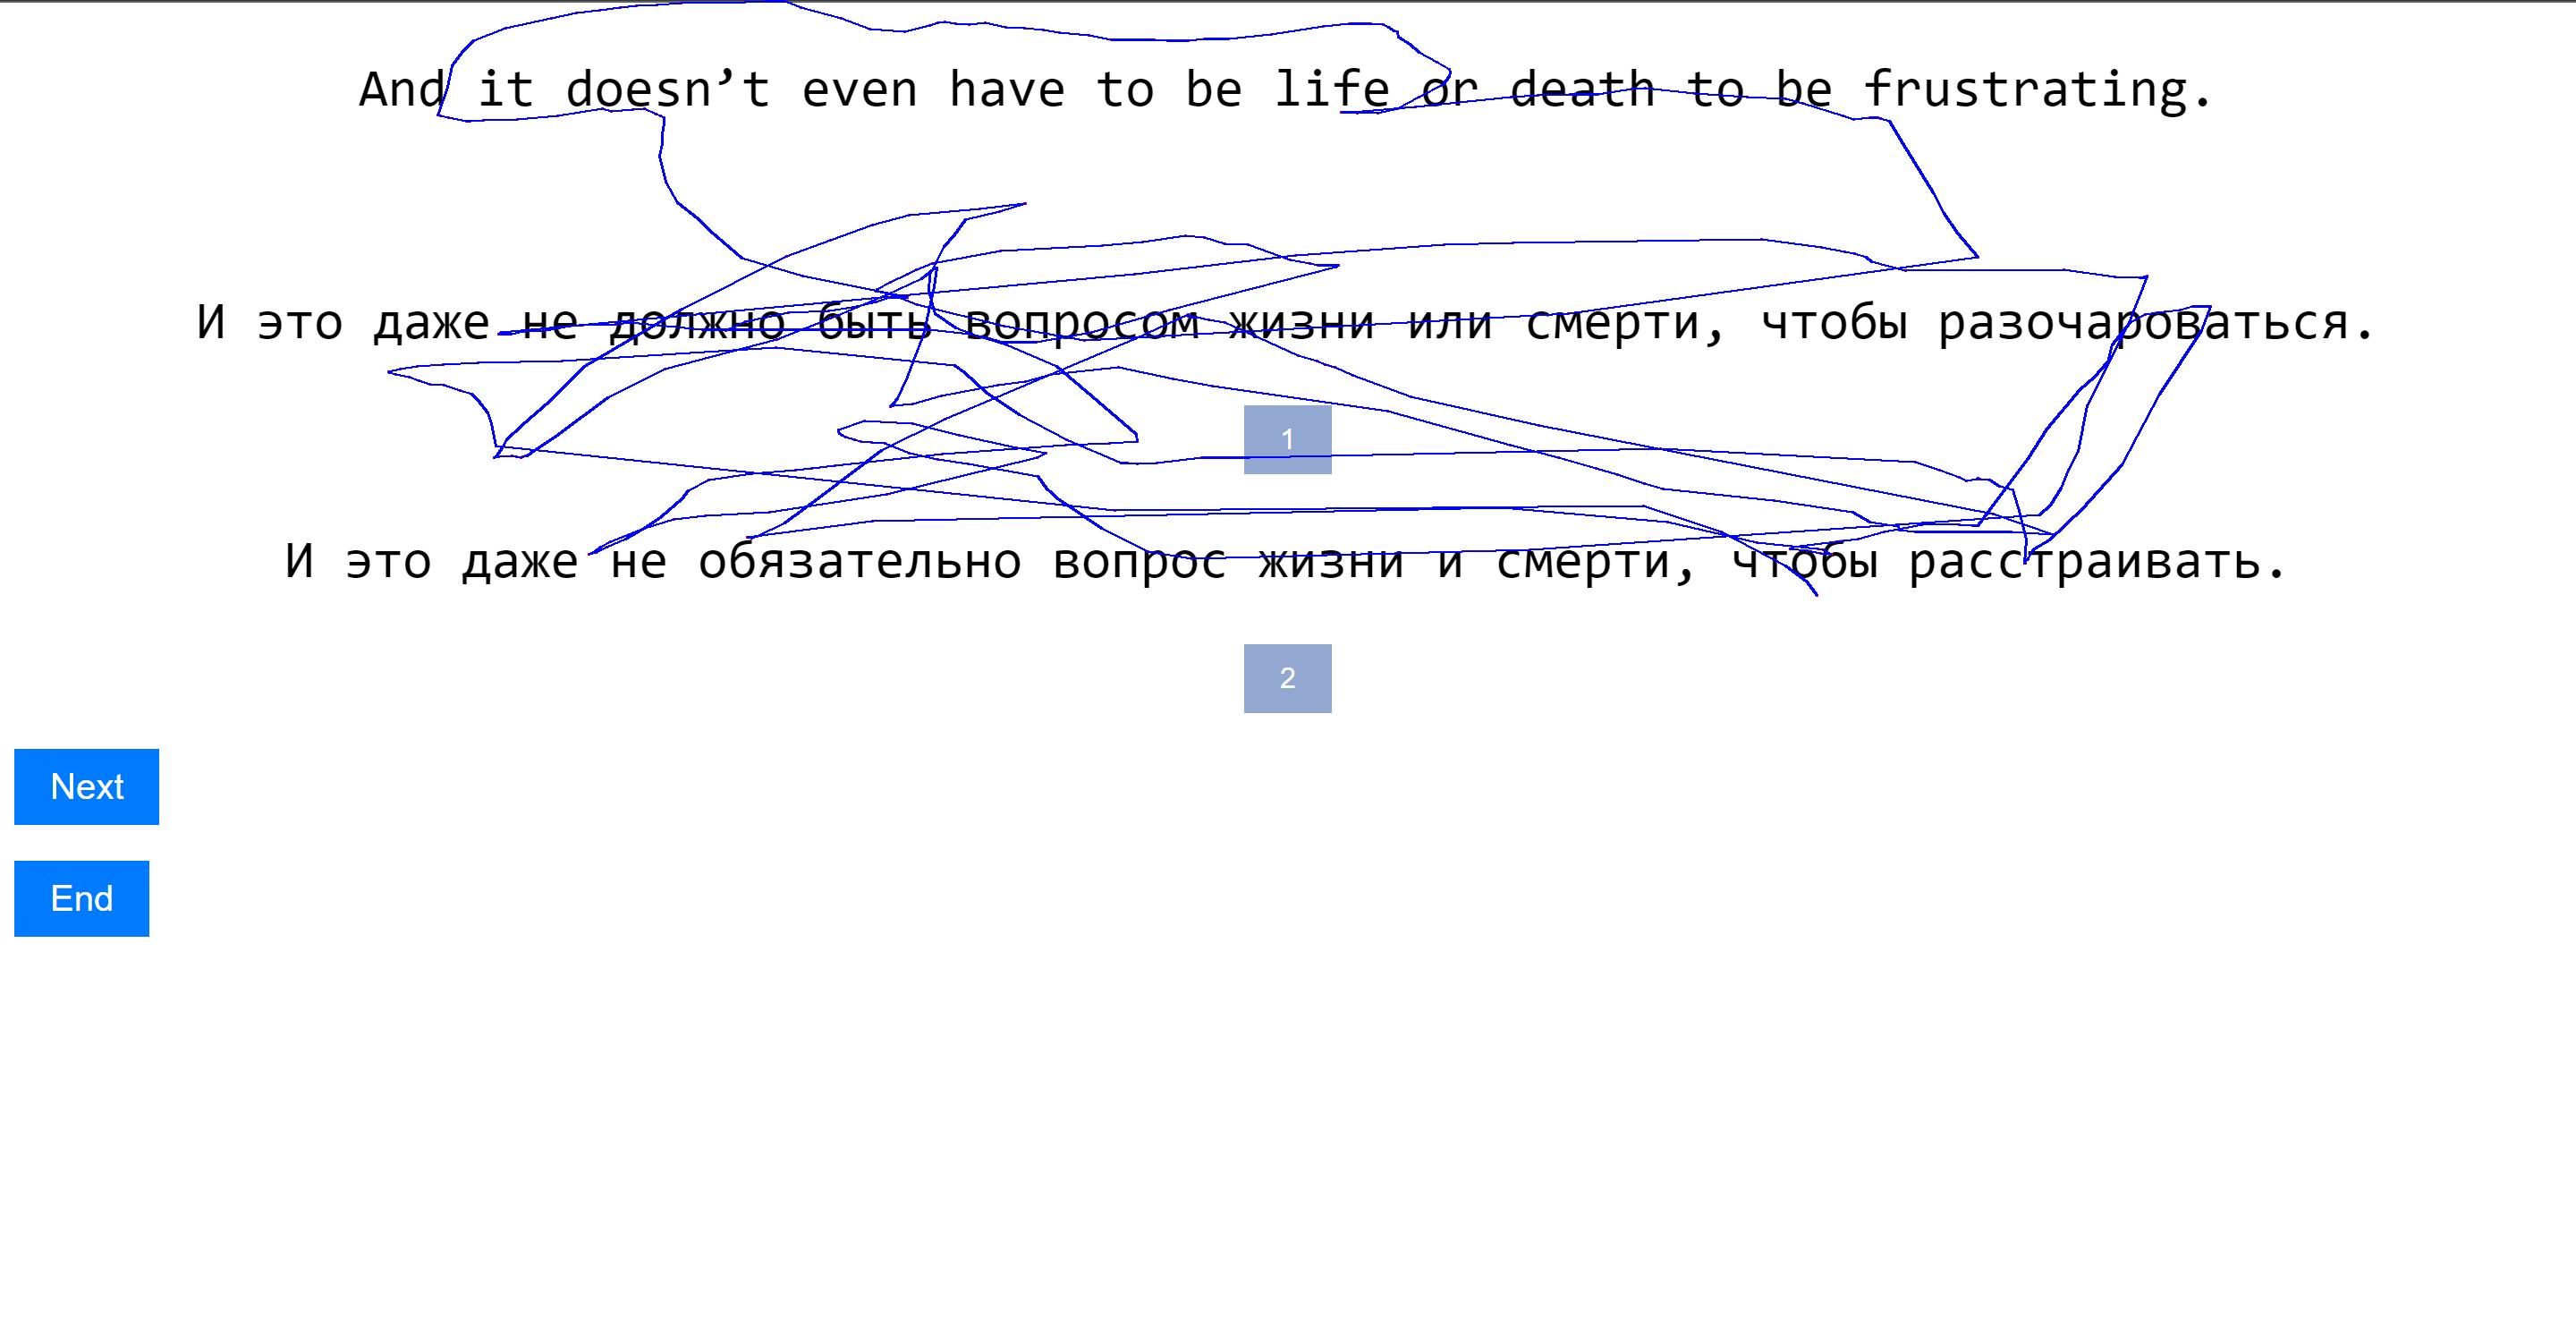 And it doesn’t even have to be life or death to be frustrating.
И это даже не должно быть вопросом жизни или смерти, чтобы разочароваться.
1
И это даже не обязательно вопрос жизни и смерти, чтобы расстраивать.
2
Next
End